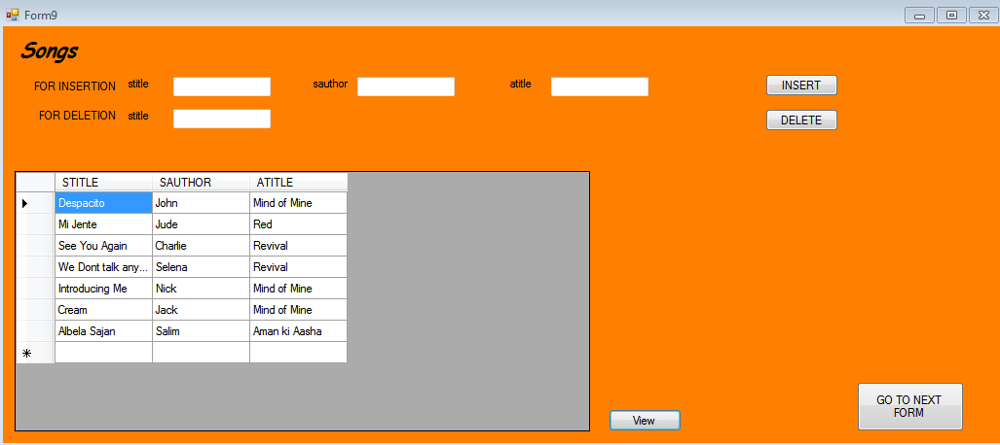 Form9
Songs
FOR INSERTION stitle sauthor atitle INSERT
FOR DELETION stitle DELETE
STITLE SAUTHOR ATITLE
Despacito John Mind of Mine
Mi Jente Jude Red
See You Again Charlie Revival
We Dont talk any... Selena Revival
Introducing Me Nick Mind of Mine
Cream Jack Mind of Mine
Albela Sajan Salim Aman ki Aasha
View
GO TO NEXT
FORM